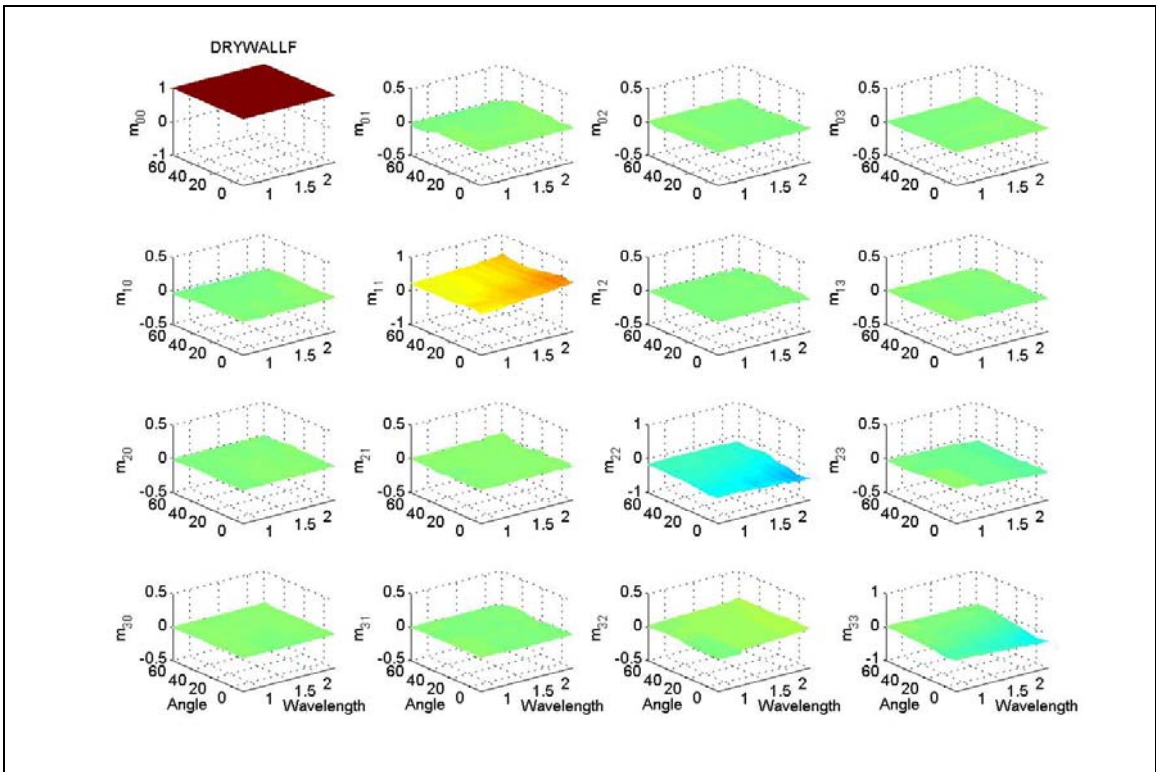 DRYWALLF
m00 1 0 -1 60 40 20 0 1 1.5 2
m01 0.5 0 -0.5 60 40 20 0 1 1.5 2
m02 0.5 0 -0.5 60 40 20 0 1 1.5 2
m03 0.5 0 -0.5 60 40 20 0 1 1.5 2
m10 0.5 0 -0.5 60 40 20 0 1 1.5 2
m11 1 0 -1 60 40 20 0 1 1.5 2
m12 0.5 0 -0.5 60 40 20 0 1 1.5 2
m13 0.5 0 -0.5 60 40 20 0 1 1.5 2
m20 0.5 0 -0.5 60 40 20 0 1 1.5 2
m21 0.5 0 -0.5 60 40 20 0 1 1.5 2
m22 1 0 -1 60 40 20 0 1 1.5 2
m23 0.5 0 -0.5 60 40 20 0 1 1.5 2
m30 0.5 0 -0.5 60 40 20 0 1 1.5 2
Angle Wavelength
m31 0.5 0 -0.5 60 40 20 0 1 1.5 2
Angle Wavelength
m32 0.5 0 -0.5 60 40 20 0 1 1.5 2
Angle Wavelength
m33 1 0 -1 60 40 20 0 1 1.5 2
Angle Wavelength